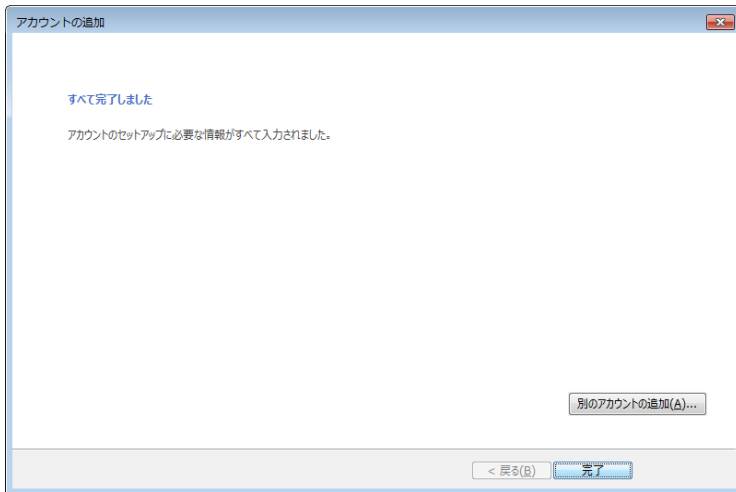 アカウントの追加
すべて完了しました
アカウントのセットアップに必要な情報がすべて入力されました。
別のアカウントの追加(A)...
< 戻る(B)
完了